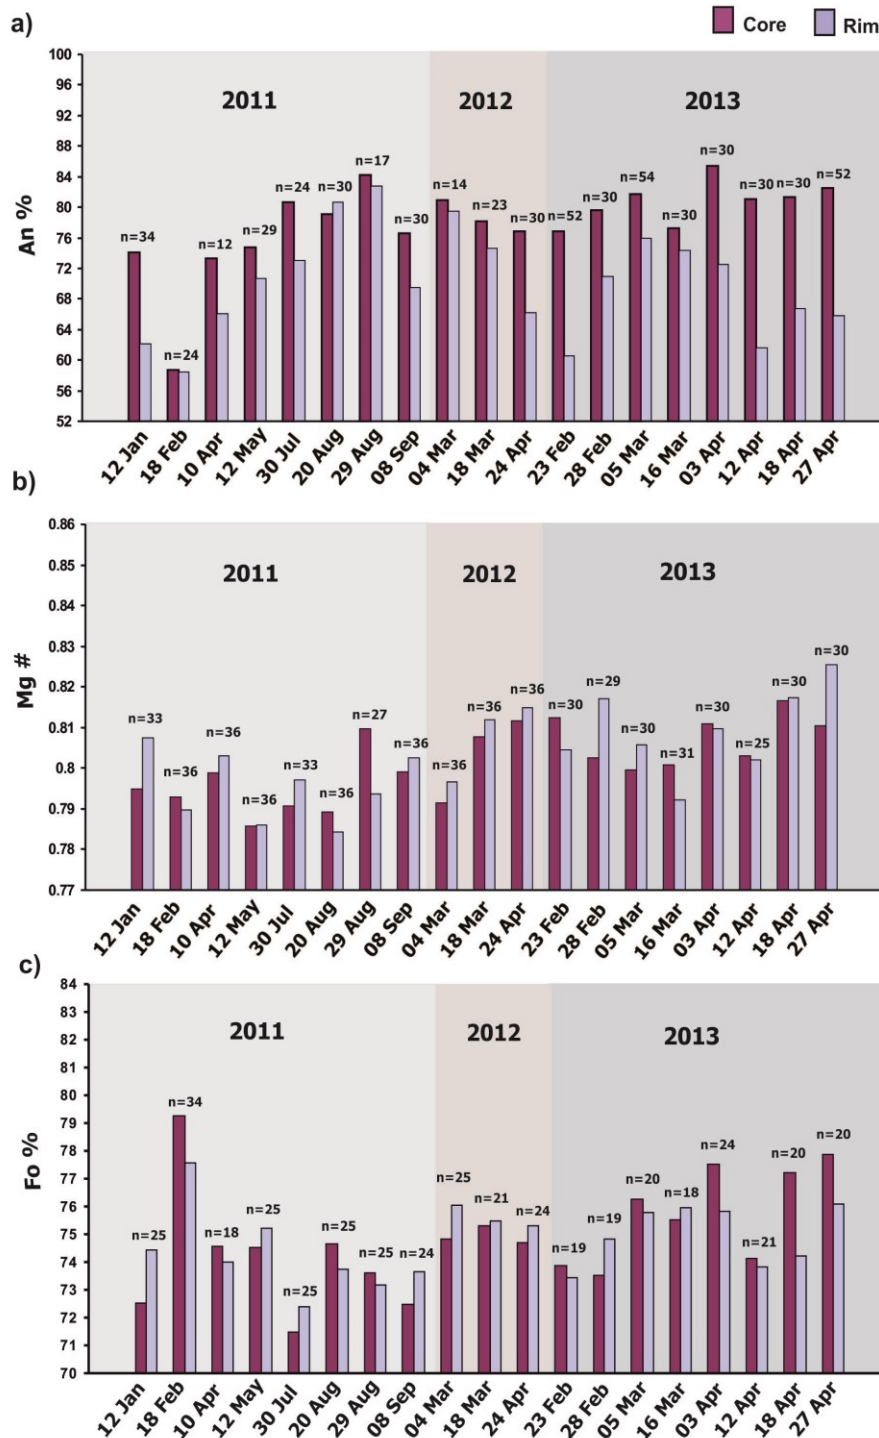 a)
Core Rim
100
96
92
88
84
80
76
72
68
64
60
56
52
An %
2011 2012 2013
n=34 n=24 n=12 n=29 n=24 n=30 n=17 n=30 n=14 n=23 n=30 n=52 n=30 n=54 n=30 n=30 n=30 n=30 n=52
12 Jan 18 Feb 10 Apr 12 May 30 Jul 20 Aug 29 Aug 08 Sep 04 Mar 18 Mar 24 Apr 23 Feb 28 Feb 05 Mar 16 Mar 03 Apr 12 Apr 18 Apr 27 Apr
b)
0.86
0.85
0.84
0.83
0.82
0.81
0.8
0.79
0.78
0.77
Mg #
2011 2012 2013
n=33 n=36 n=36 n=36 n=33 n=36 n=27 n=36 n=36 n=36 n=36 n=30 n=29 n=30 n=31 n=30 n=25 n=30 n=30
12 Jan 18 Feb 10 Apr 12 May 30 Jul 20 Aug 29 Aug 08 Sep 04 Mar 18 Mar 24 Apr 23 Feb 28 Feb 05 Mar 16 Mar 03 Apr 12 Apr 18 Apr 27 Apr
c)
84
83
82
81
80
79
78
77
76
75
74
73
72
71
70
Fo %
2011 2012 2013
n=25 n=34 n=18 n=25 n=25 n=25 n=25 n=24 n=25 n=21 n=24 n=19 n=19 n=20 n=18 n=24 n=21 n=20 n=20
12 Jan 18 Feb 10 Apr 12 May 30 Jul 20 Aug 29 Aug 08 Sep 04 Mar 18 Mar 24 Apr 23 Feb 28 Feb 05 Mar 16 Mar 03 Apr 12 Apr 18 Apr 27 Apr